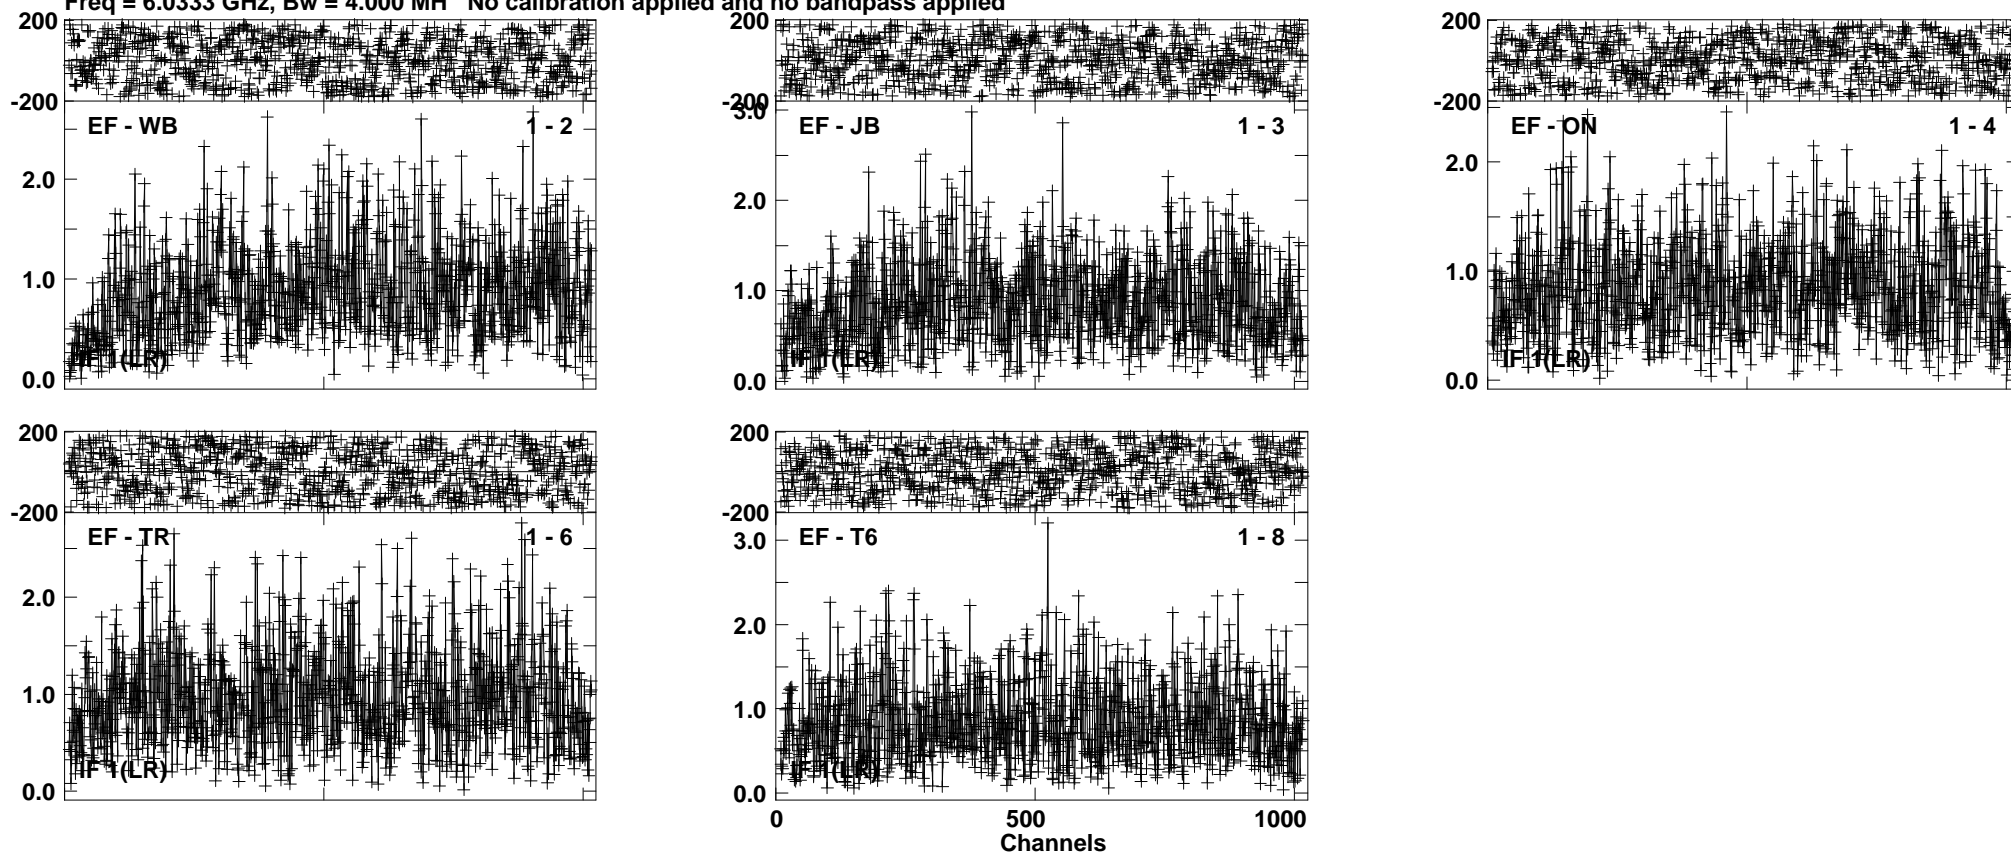 Freq = 6.0333 GHz, Bw = 4.000 MH No calibration applied and no bandpass applied
200 200 200
-200 -200 -200
3.0
EF - WB 1 - 2 EF - JB 1 - 3 EF - ON 1 - 4
2.0 2.0 2.0
1.0 1.0 1.0
IF 1(LR) IF 1(LR) IF 1(LR)
0.0 0.0 0.0
200 200
-200 -200
EF - TR 1 - 6 EF - T6 1 - 8
3.0
2.0 2.0
1.0 1.0
IF 1(LR) IF 1(LR)
0.0 0.0
0 500 1000
Channels